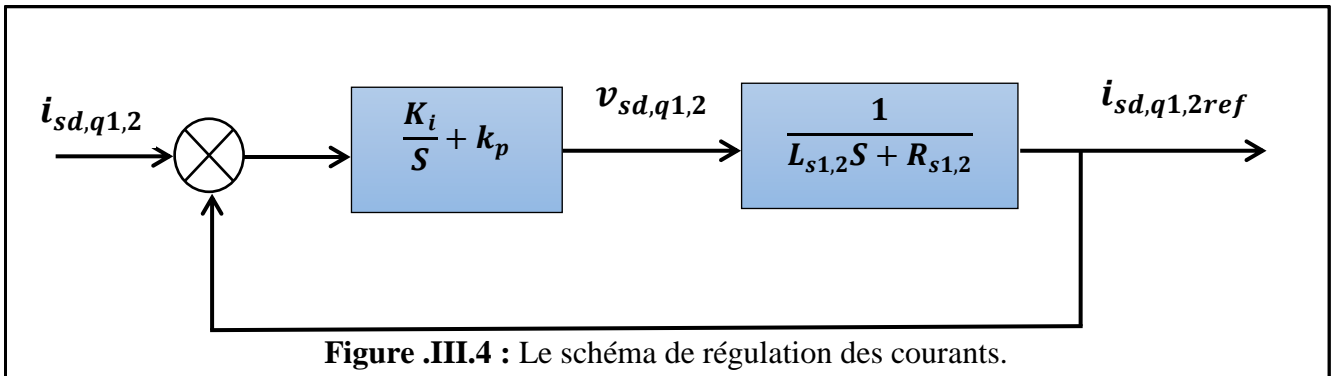 i_{sd,q1,2}
K_i/S + k_p
v_{sd,q1,2}
1/(L_{s1,2}S + R_{s1,2})
i_{sd,q1,2ref}
Figure .III.4 : Le schéma de régulation des courants.